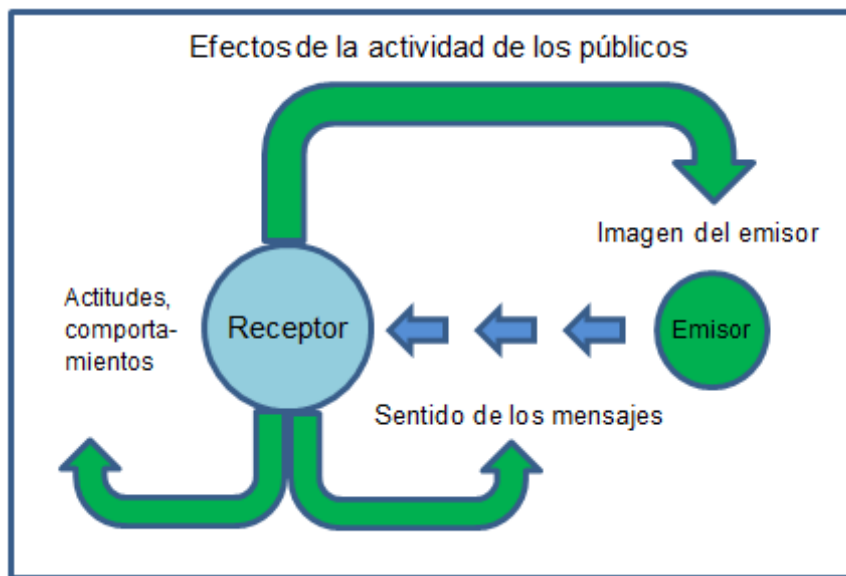 Efectos de la actividad de los públicos
Imagen del emisor
Actitudes,
comporta-
mientos
Receptor
Emisor
Sentido de los mensajes